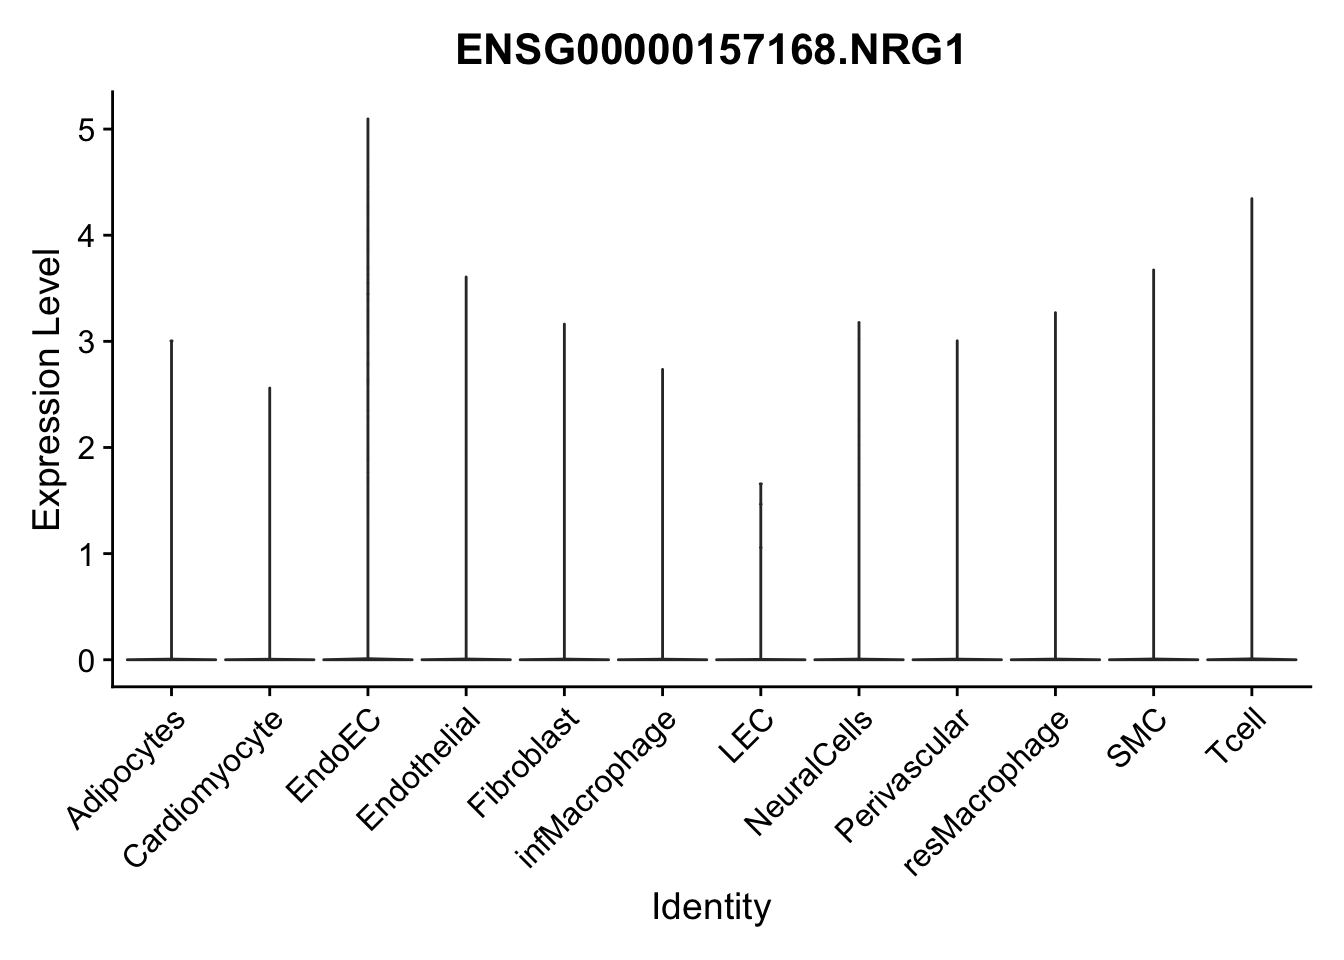 ENSG00000157168.NRG1
Expression Level
5
4
3
2
1
0
Adipocytes
Cardiomyocyte
EndoEC
Endothelial
Fibroblast
infMacrophage
LEC
NeuralCells
Perivascular
resMacrophage
SMC
Tcell
Identity